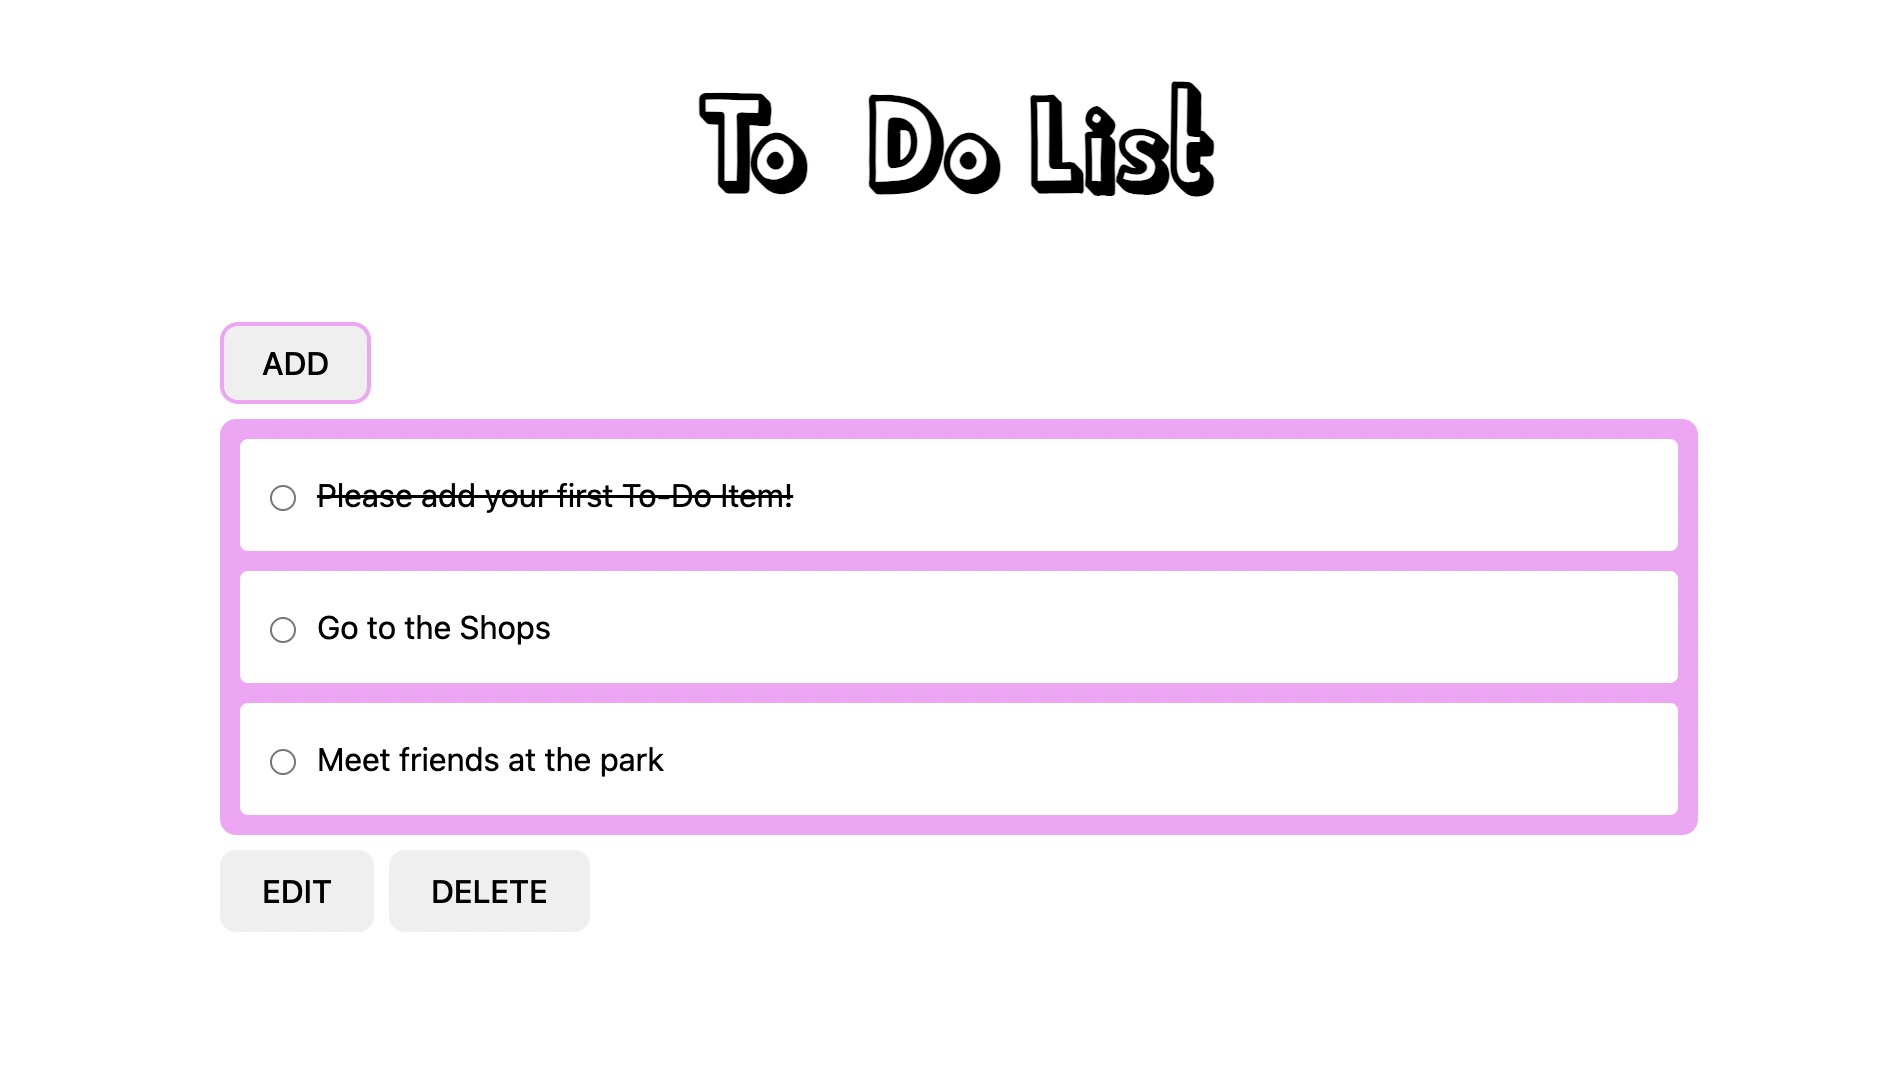 To Do List
ADD
Please add your first To-Do Item!
Go to the Shops
Meet friends at the park
EDIT DELETE